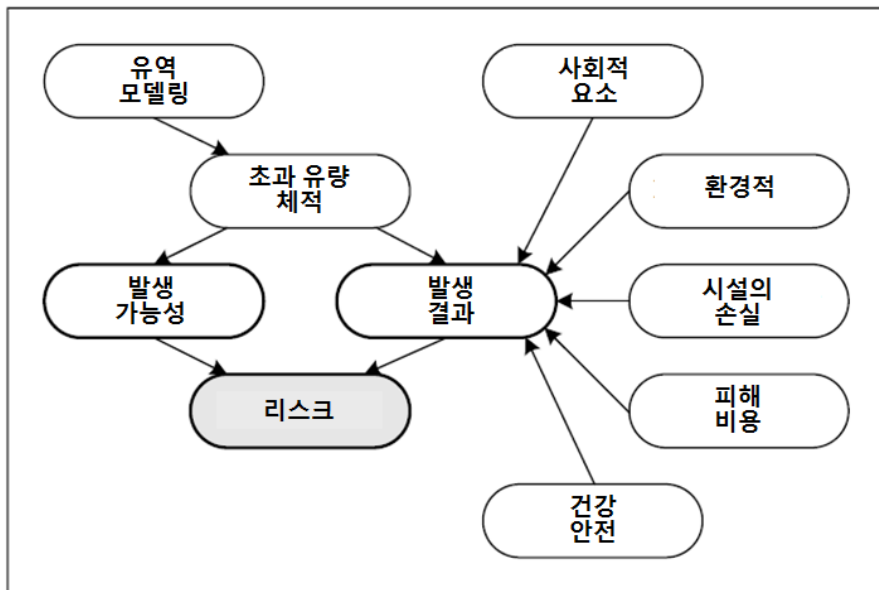 유역
모델링
사회적
요소
초과 유량
체적
환경적
발생
가능성
발생
결과
시설의
손실
리스크
피해
비용
건강
안전